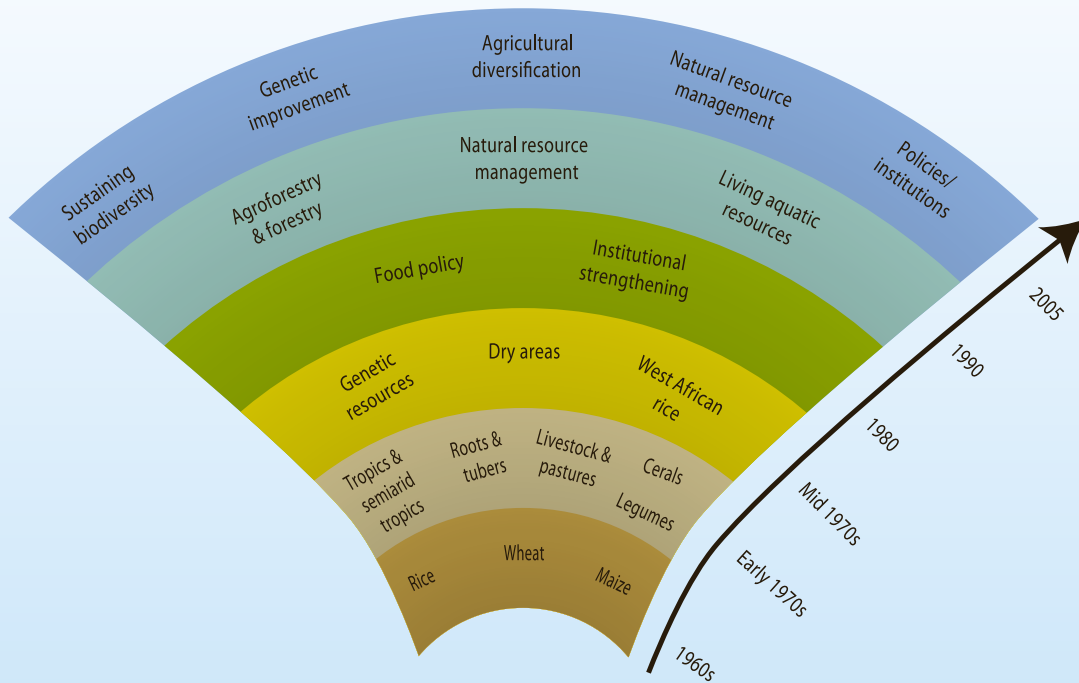 Agricultural
diversification
Genetic
improvement
Natural resource
management
Sustaining
biodiversity
Policies/
institutions
Natural resource
management
Agroforestry
& forestry
Living aquatic
resources
Food policy
Institutional
strengthening
Genetic
resources
Dry areas
West African
rice
Tropics &
semiarid
tropics
Roots &
tubers
Livestock &
pastures
Cerals
Legumes
Rice
Wheat
Maize
2005
1990
1980
Mid 1970s
Early 1970s
1960s